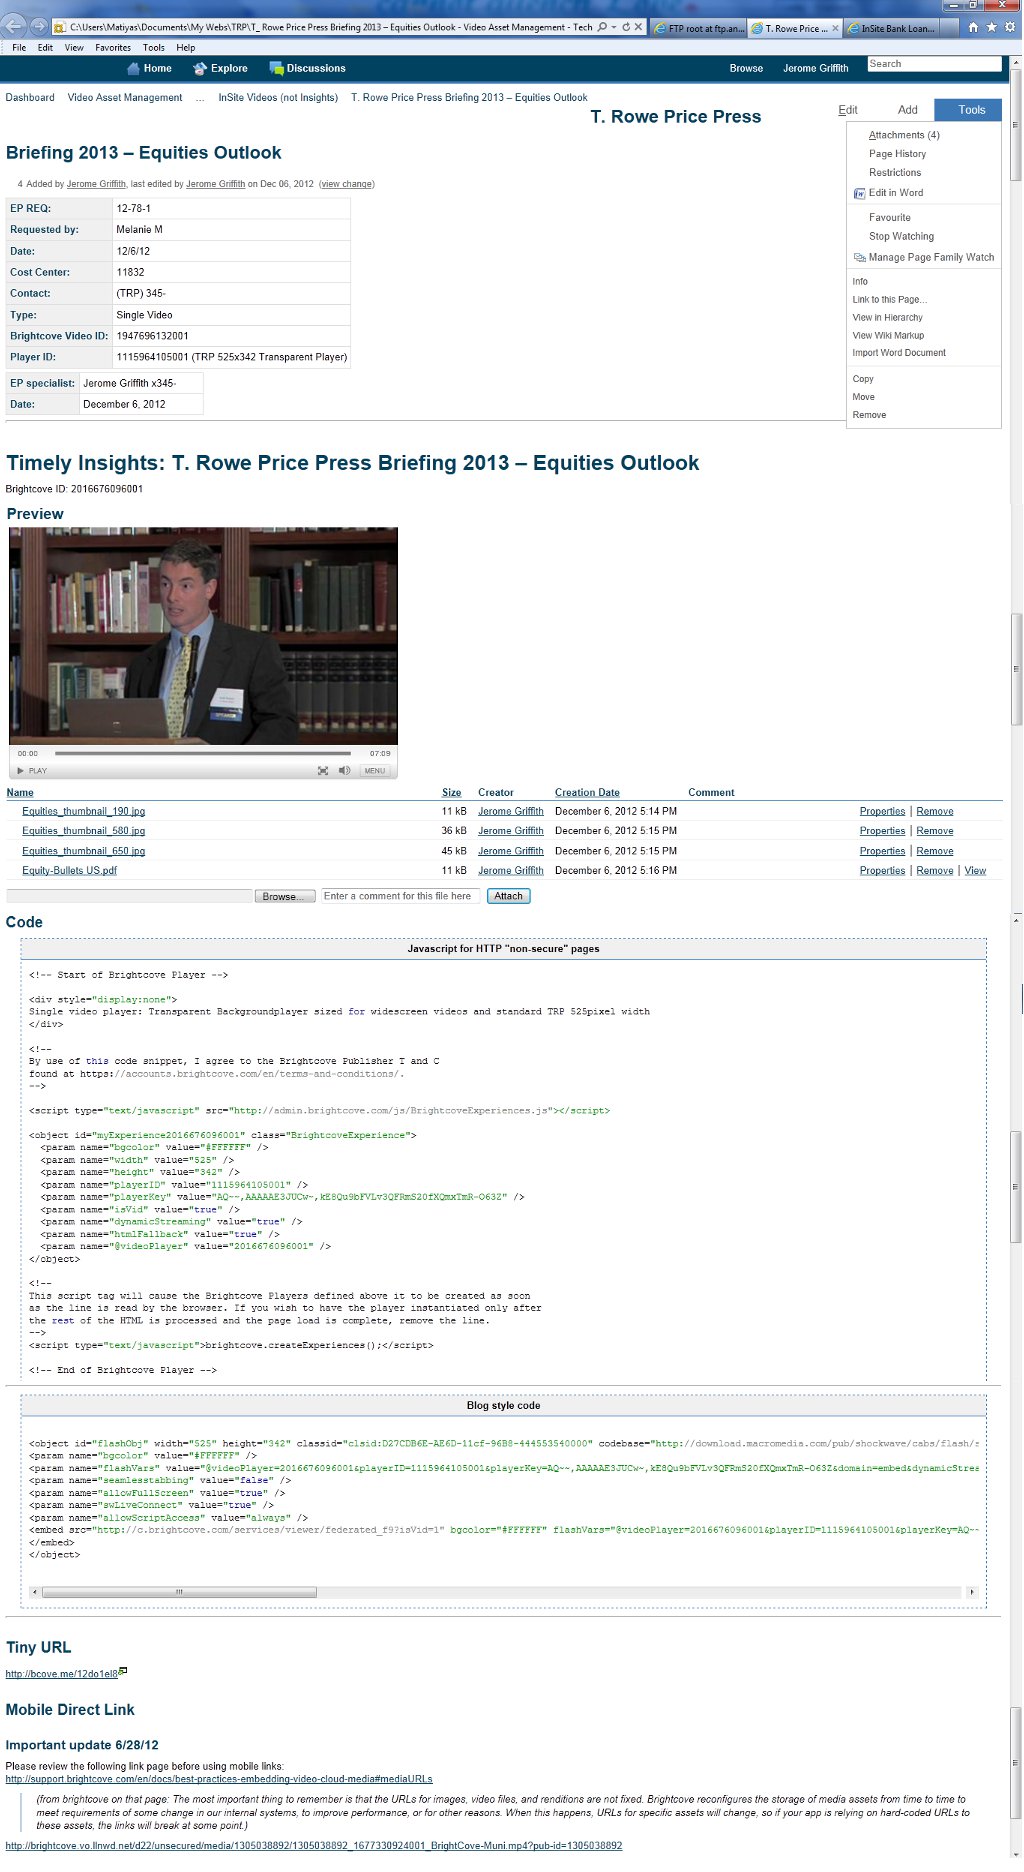 C:\Users\Matiyas\Documents\My Webs\TRP\T_ Rowe Price Press Briefing 2013 – Equities Outlook - Video Asset Management - Tech
FTP root at ftp.an...
T. Rowe Price ...
InSite Bank Loan...
File Edit View Favorites Tools Help
Home Explore Discussions Browse Jerome Griffith Search
Dashboard Video Asset Management ... InSite Videos (not Insights) T. Rowe Price Press Briefing 2013 – Equities Outlook
T. Rowe Price Press
Briefing 2013 – Equities Outlook
Edit Add Tools
Attachments (4)
Page History
Restrictions
Edit in Word
Favourite
Stop Watching
Manage Page Family Watch
Info
Link to this Page...
View in Hierarchy
View Wiki Markup
Import Word Document
Copy
Move
Remove
4 Added by Jerome Griffith, last edited by Jerome Griffith on Dec 06, 2012 (view change)
EP REQ: 12-78-1
Requested by: Melanie M
Date: 12/6/12
Cost Center: 11832
Contact: (TRP) 345-
Type: Single Video
Brightcove Video ID: 1947696132001
Player ID: 1115964105001 (TRP 525x342 Transparent Player)
EP specialist: Jerome Griffith x345-
Date: December 6, 2012
Timely Insights: T. Rowe Price Press Briefing 2013 – Equities Outlook
Brightcove ID: 2016676096001
Preview
00:00 07:09
PLAY MENU
Name Size Creator Creation Date Comment
Equities_thumbnail_190.jpg 11 kB Jerome Griffith December 6, 2012 5:14 PM Properties | Remove
Equities_thumbnail_580.jpg 36 kB Jerome Griffith December 6, 2012 5:15 PM Properties | Remove
Equities_thumbnail_650.jpg 45 kB Jerome Griffith December 6, 2012 5:15 PM Properties | Remove
Equity-Bullets US.pdf 11 kB Jerome Griffith December 6, 2012 5:16 PM Properties | Remove | View
Browse... Enter a comment for this file here Attach
Code
Javascript for HTTP "non-secure" pages
<!-- Start of Brightcove Player -->
<div style="display:none">
Single video player: Transparent Backgroundplayer sized for widescreen videos and standard TRP 525pixel width
</div>
<!--
By use of this code snippet, I agree to the Brightcove Publisher T and C
found at https://accounts.brightcove.com/en/terms-and-conditions/.
-->
<script type="text/javascript" src="http://admin.brightcove.com/js/BrightcoveExperiences.js"></script>
<object id="myExperience2016676096001" class="BrightcoveExperience">
<param name="bgcolor" value="#FFFFFF" />
<param name="width" value="525" />
<param name="height" value="342" />
<param name="playerID" value="1115964105001" />
<param name="playerKey" value="AQ~~,AAAAAE3JUCw~,kE8Qu9bFVLv3QFRmS20fXQmxTmR-O63Z" />
<param name="isVid" value="true" />
<param name="dynamicStreaming" value="true" />
<param name="htmlFallback" value="true" />
<param name="@videoPlayer" value="2016676096001" />
</object>
<!--
This script tag will cause the Brightcove Players defined above it to be created as soon
as the line is read by the browser. If you wish to have the player instantiated only after
the rest of the HTML is processed and the page load is complete, remove the line.
-->
<script type="text/javascript">brightcove.createExperiences();</script>
<!-- End of Brightcove Player -->
Blog style code
<object id="flashObj" width="525" height="342" classid="clsid:D27CDB6E-AE6D-11cf-96B8-444553540000" codebase="http://download.macromedia.com/pub/shockwave/cabs/flash/s
<param name="bgcolor" value="#FFFFFF" />
<param name="flashVars" value="@videoPlayer=2016676096001&playerID=1115964105001&playerKey=AQ~~,AAAAAE3JUCw~,kE8Qu9bFVLv3QFRmS20fXQmxTmR-O63Z&domain=embed&dynamicStrea
<param name="seamlesstabbing" value="false" />
<param name="allowFullScreen" value="true" />
<param name="swLiveConnect" value="true" />
<param name="allowScriptAccess" value="always" />
<embed src="http://c.brightcove.com/services/viewer/federated_f9?isVid=1" bgcolor="#FFFFFF" flashVars="@videoPlayer=2016676096001&playerID=1115964105001&playerKey=AQ~~
</embed>
</object>
Tiny URL
http://bcove.me/12do1el8
Mobile Direct Link
Important update 6/28/12
Please review the following link page before using mobile links:
http://support.brightcove.com/en/docs/best-practices-embedding-video-cloud-media#mediaURLs
(from brightcove on that page: The most important thing to remember is that the URLs for images, video files, and renditions are not fixed. Brightcove reconfigures the storage of media assets from time to time to
meet requirements of some change in our internal systems, to improve performance, or for other reasons. When this happens, URLs for specific assets will change, so if your app is relying on hard-coded URLs to
these assets, the links will break at some point.)
http://brightcove.vo.llnwd.net/d22/unsecured/media/1305038892/1305038892_1677330924001_BrightCove-Muni.mp4?pub-id=1305038892